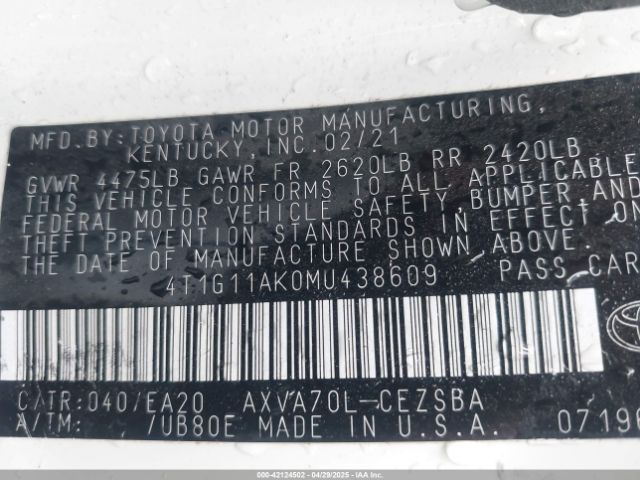 MFD.BY:TOYOTA MOTOR MANUFACTURING,
KENTUCKY, INC. 02/21
GVWR 4475LB GAWR FR 2620LB RR 2420LB
THIS VEHICLE CONFORMS TO ALL APPLICABLE
FEDERAL MOTOR VEHICLE SAFETY, BUMPER, AND
THEFT PREVENTION STANDARDS IN EFFECT ON
THE DATE OF MANUFACTURE SHOWN ABOVE.
4T1G11AK0MU438609 PASS CAR
C/TR:040/EA20 AXVA70L-CEZSBA
A/TM: /UB80E MADE IN U.S.A. 0719
000-42124502 - 04/29/2025 - IAAI.com